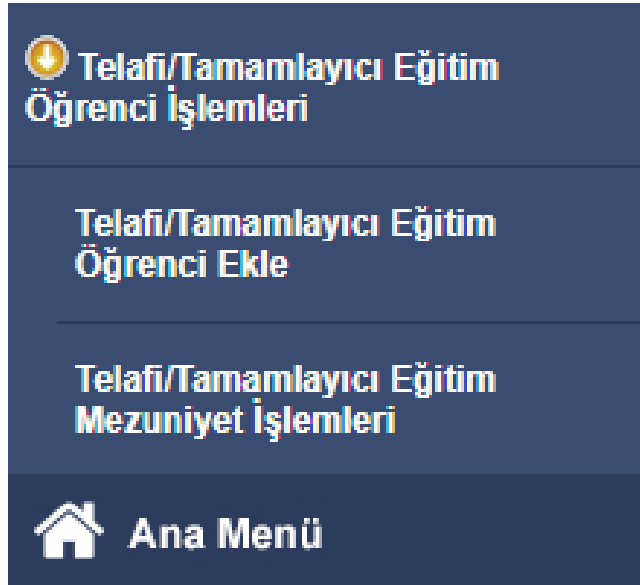 Telafi/Tamamlayıcı Eğitim
Öğrenci İşlemleri
Telafi/Tamamlayıcı Eğitim
Öğrenci Ekle
Telafi/Tamamlayıcı Eğitim
Mezuniyet İşlemleri
Ana Menü